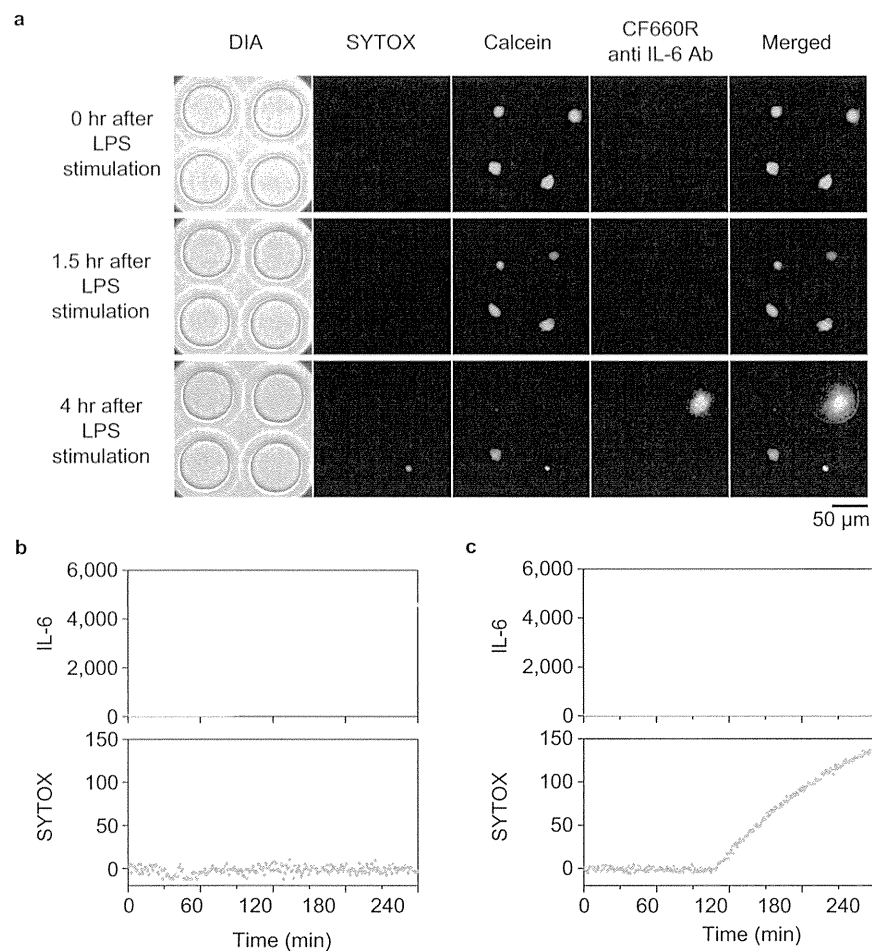 a
DIA SYTOX Calcein CF660R anti IL-6 Ab Merged
0 hr after
LPS
stimulation
1.5 hr after
LPS
stimulation
4 hr after
LPS
stimulation
50 µm
b
6,000
4,000
2,000
0
IL-6
150
100
50
0
SYTOX
0 60 120 180 240
Time (min)
c
6,000
4,000
2,000
0
IL-6
150
100
50
0
SYTOX
0 60 120 180 240
Time (min)